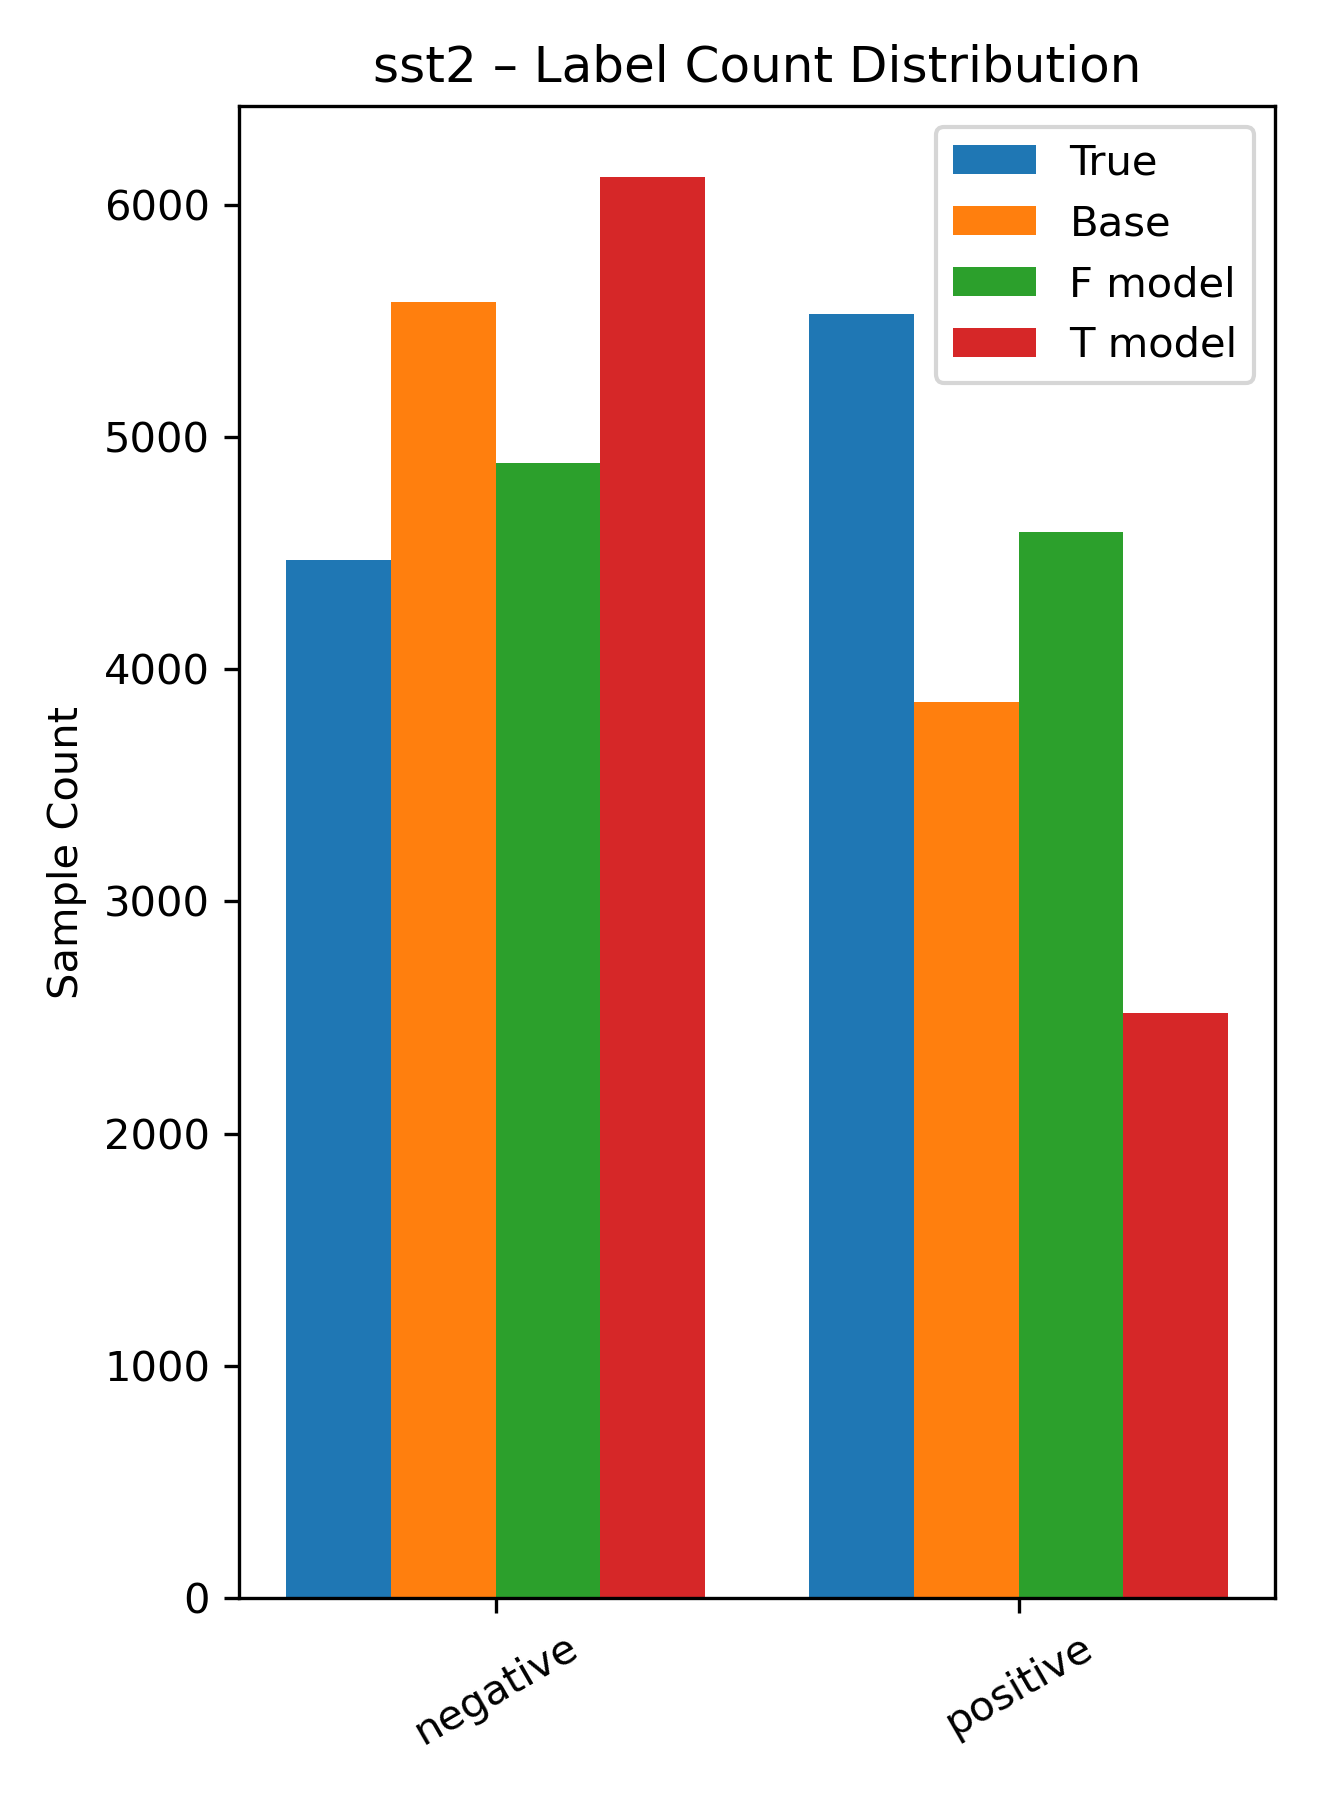 sst2 – Label Count Distribution
True
Base
F model
T model
6000
5000
4000
3000
2000
1000
0
Sample Count
negative
positive